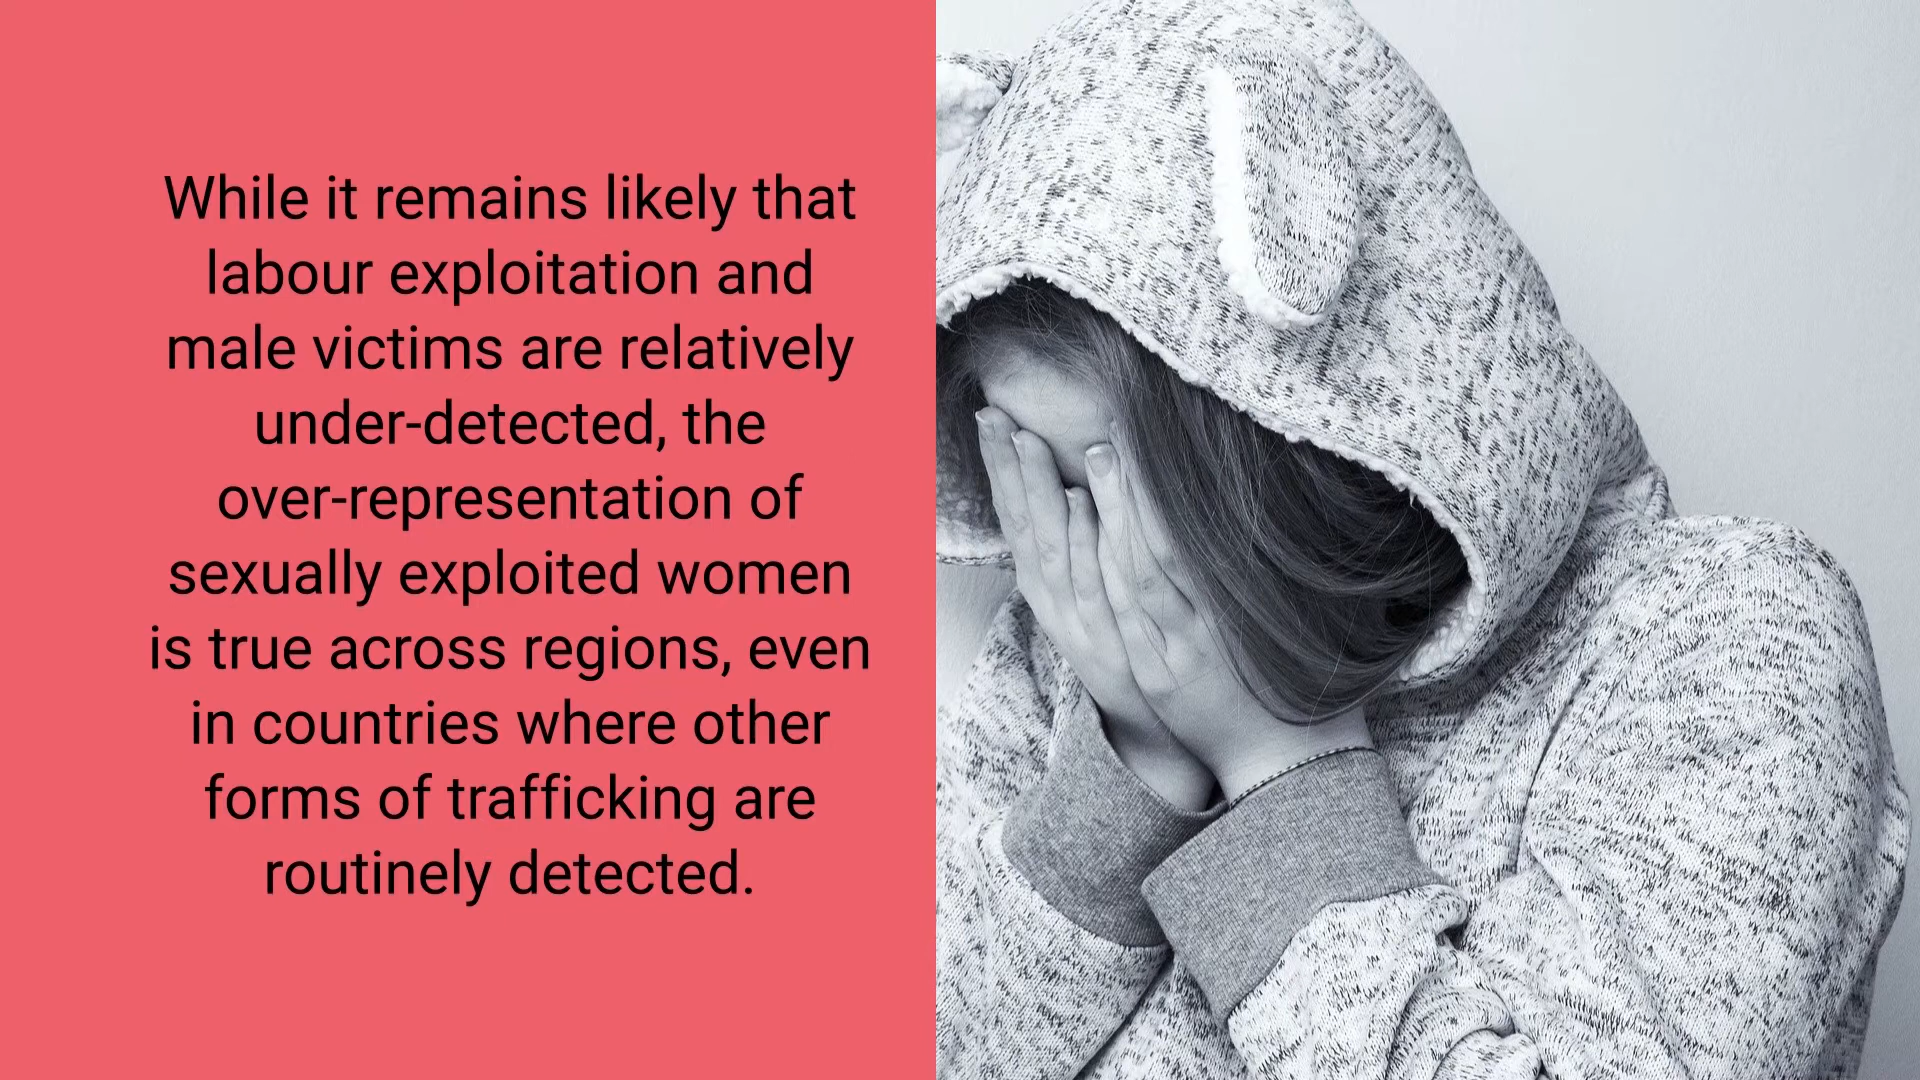 While it remains likely that
labour exploitation and
male victims are relatively
under-detected, the
over-representation of
sexually exploited women
is true across regions, even
in countries where other
forms of trafficking are
routinely detected.